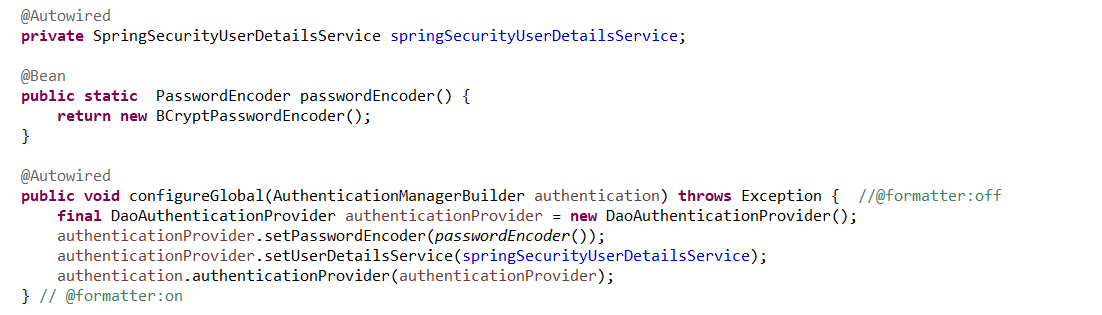 @Autowired
private SpringSecurityUserDetailsService springSecurityUserDetailsService;
@Bean
public static  PasswordEncoder passwordEncoder() {
    return new BCryptPasswordEncoder();
}
@Autowired
public void configureGlobal(AuthenticationManagerBuilder authentication) throws Exception {  //@formatter:off
    final DaoAuthenticationProvider authenticationProvider = new DaoAuthenticationProvider();
    authenticationProvider.setPasswordEncoder(passwordEncoder());
    authenticationProvider.setUserDetailsService(springSecurityUserDetailsService);
    authentication.authenticationProvider(authenticationProvider);
} // @formatter:on